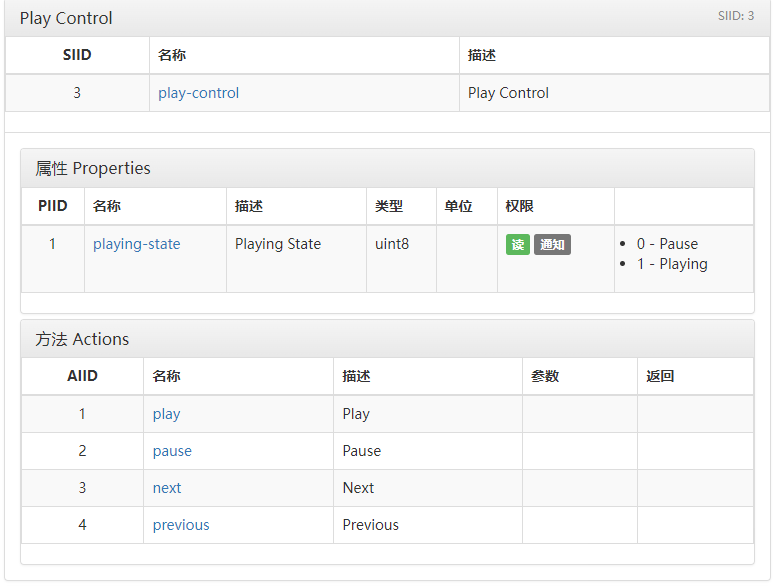 Play Control SIID: 3
SIID 名称 描述
3 play-control Play Control
属性 Properties
PIID 名称 描述 类型 单位 权限
1 playing-state Playing State uint8 读 通知 • 0 - Pause
• 1 - Playing
方法 Actions
AIID 名称 描述 参数 返回
1 play Play
2 pause Pause
3 next Next
4 previous Previous